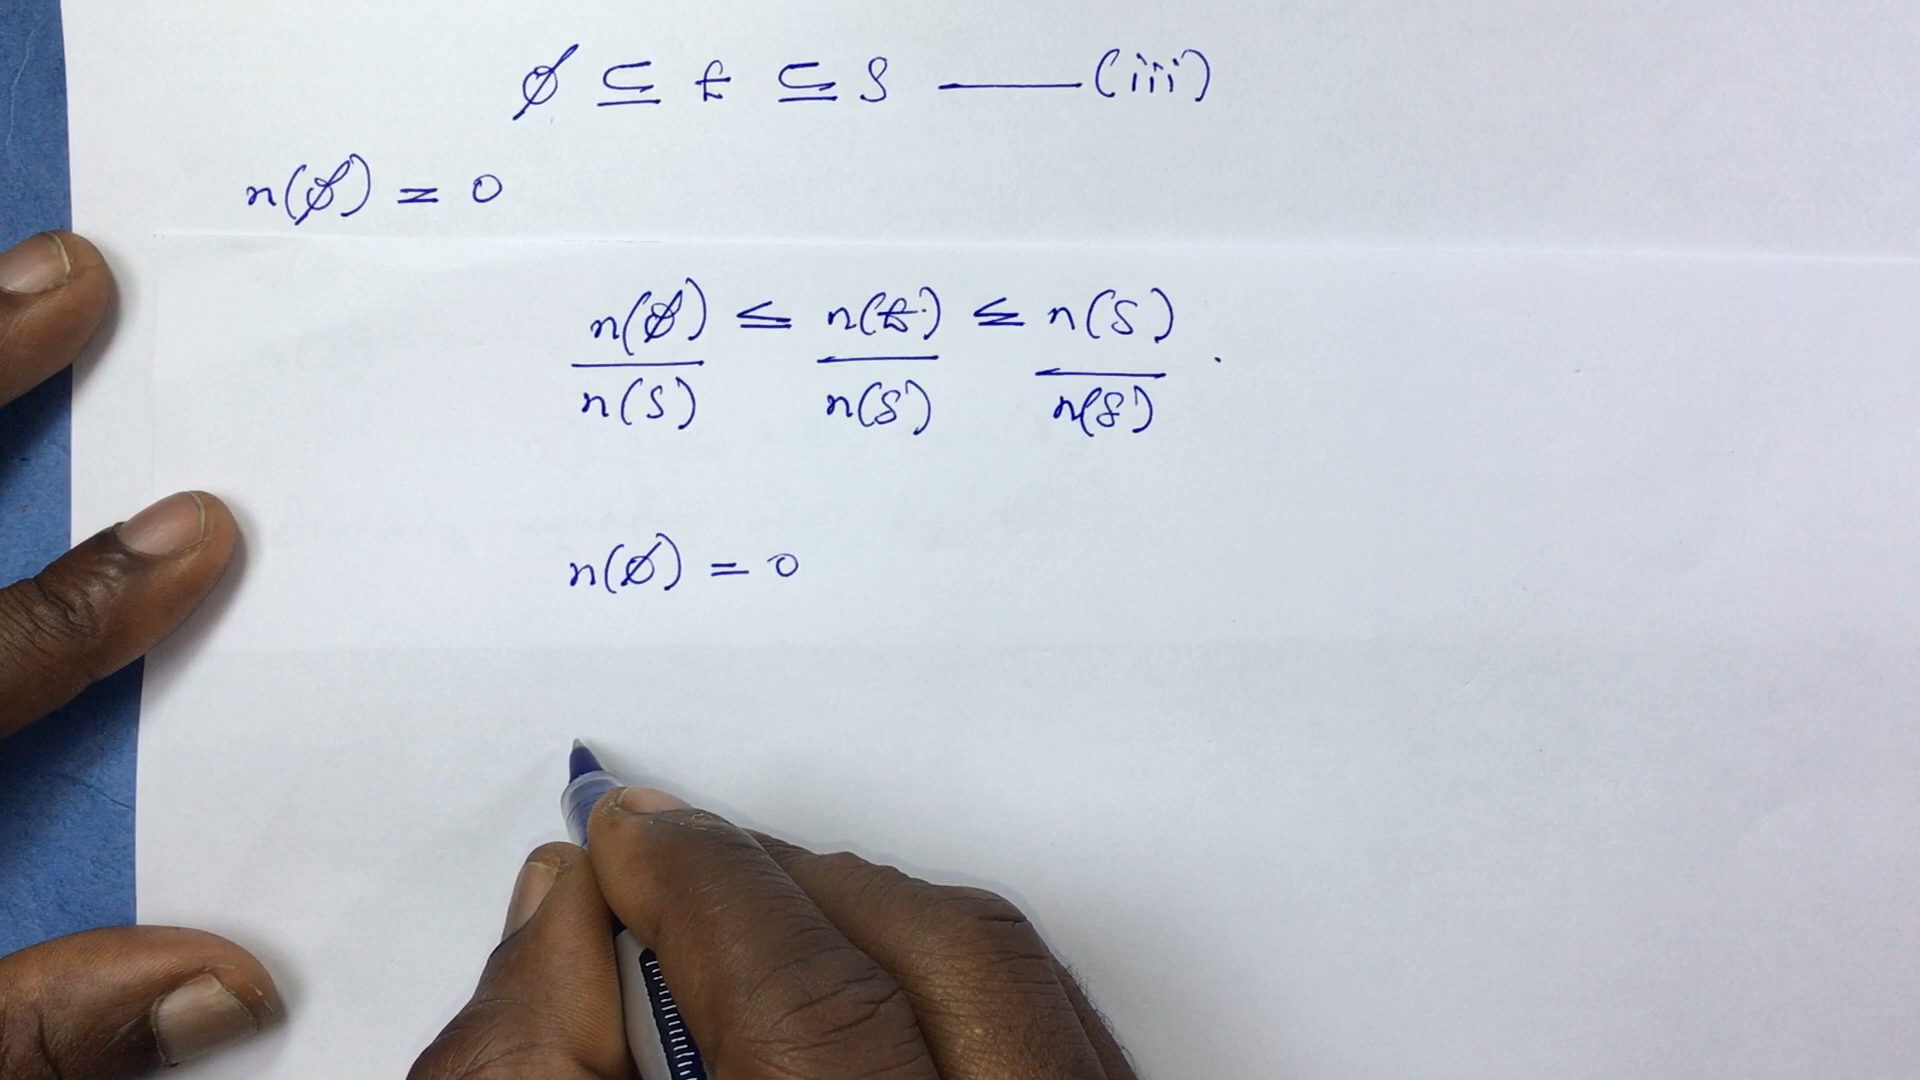 ∅ ⊆ E ⊆ S —— (iii)
n(∅) = 0
n(∅) ≤ n(E) ≤ n(S)
n(S) n(S) n(S)
n(∅) = 0